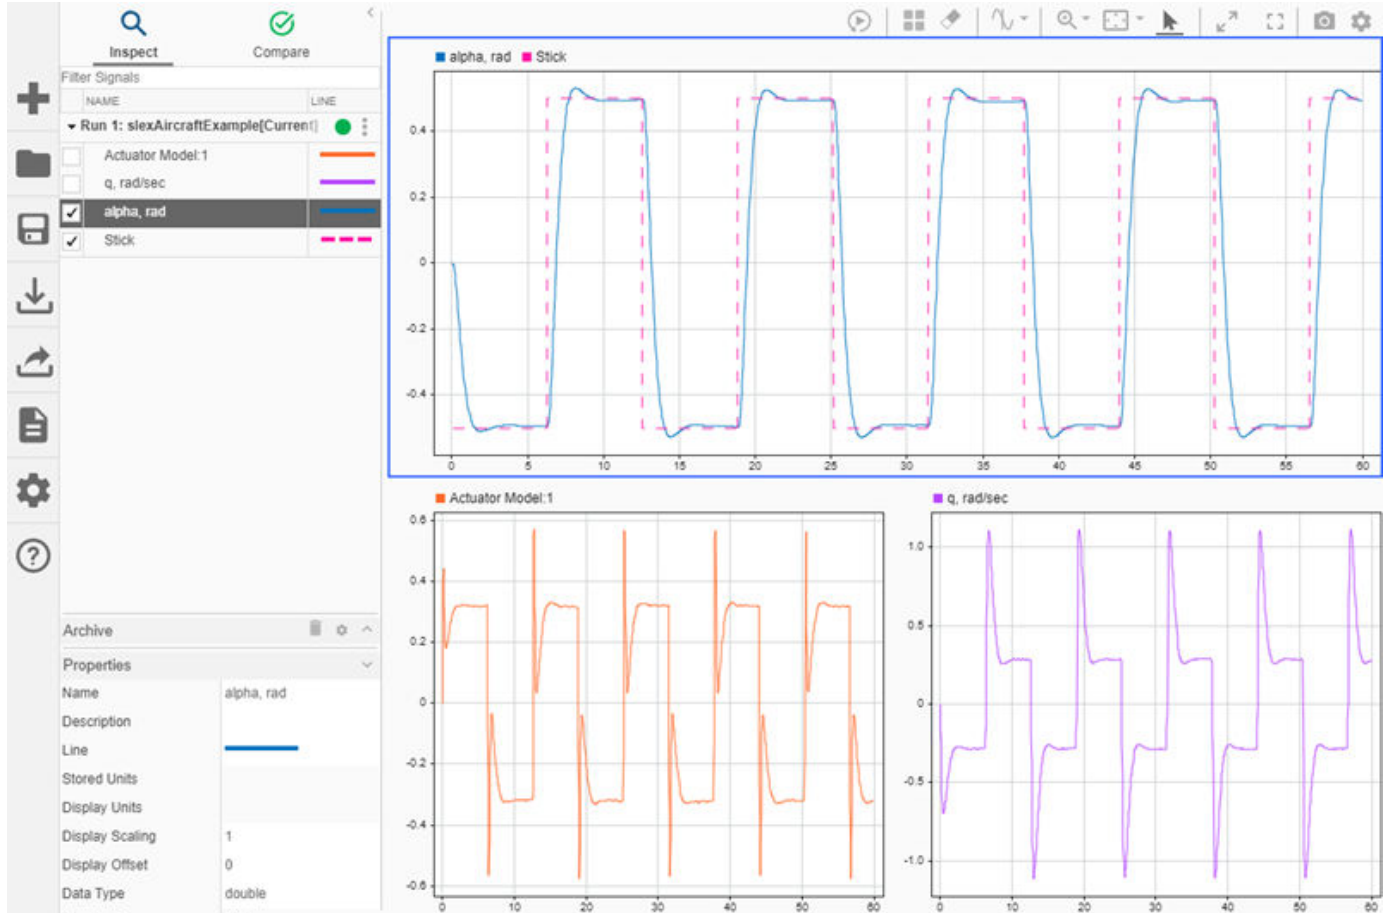 Inspect
Compare
Filter Signals
NAME LINE
Run 1: slexAircraftExample[Current]
Actuator Model:1
q, rad/sec
alpha, rad
Stick
Archive
Properties
Name alpha, rad
Description
Line
Stored Units
Display Units
Display Scaling 1
Display Offset 0
Data Type double
alpha, rad Stick
0.4
0.2
0
-0.2
-0.4
0 5 10 15 20 25 30 35 40 45 50 55 60
Actuator Model:1
0.6
0.4
0.2
0
-0.2
-0.4
-0.6
0 10 20 30 40 50 60
q, rad/sec
1.0
0.5
0
-0.5
-1.0
0 10 20 30 40 50 60